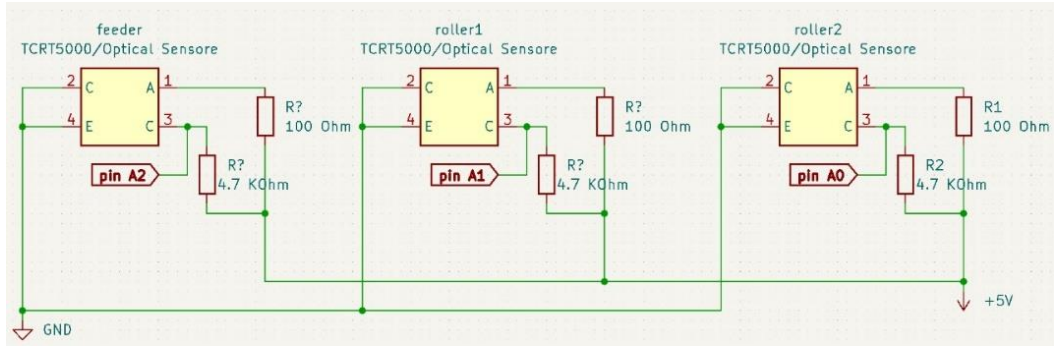 feeder
TCRT5000/Optical Sensore
2
C
A
1
4
E
C
3
R?
100 Ohm
pin A2
R?
4.7 KOhm
roller1
TCRT5000/Optical Sensore
2
C
A
1
4
E
C
3
R?
100 Ohm
pin A1
R?
4.7 KOhm
roller2
TCRT5000/Optical Sensore
2
C
A
1
4
E
C
3
R1
100 Ohm
pin A0
R2
4.7 KOhm
+5V
GND